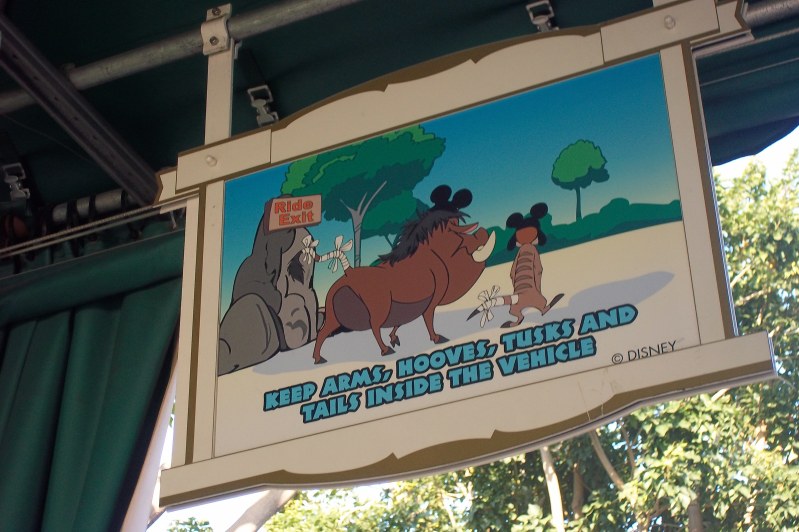 Ride
Exit
KEEP ARMS, HOOVES, TUSKS AND
TAILS INSIDE THE VEHICLE
© DISNEY